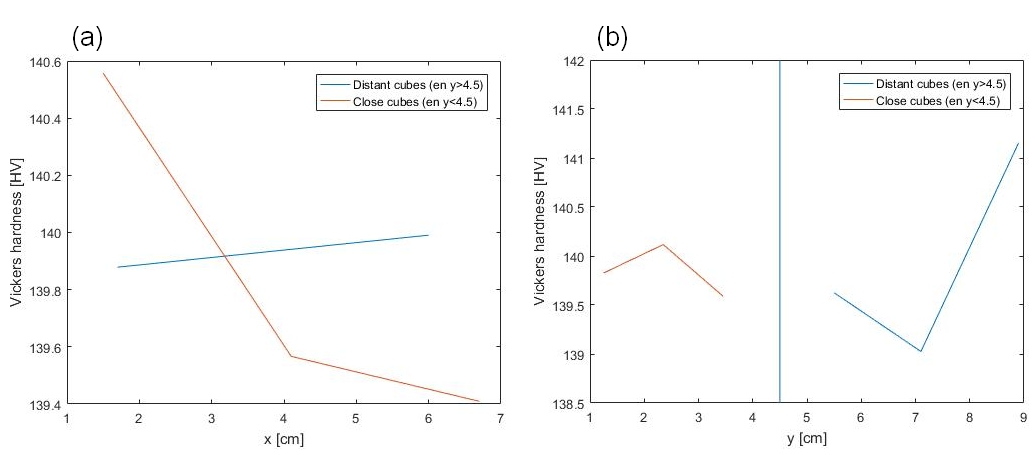 (a)
140.6
140.4
140.2
140
139.8
139.6
139.4
Vickers hardness [HV]
Distant cubes (en y>4.5)
Close cubes (en y<4.5)
1 2 3 4 5 6 7
x [cm]
(b)
142
141.5
141
140.5
140
139.5
139
138.5
Vickers hardness [HV]
Distant cubes (en y>4.5)
Close cubes (en y<4.5)
1 2 3 4 5 6 7 8 9
y [cm]